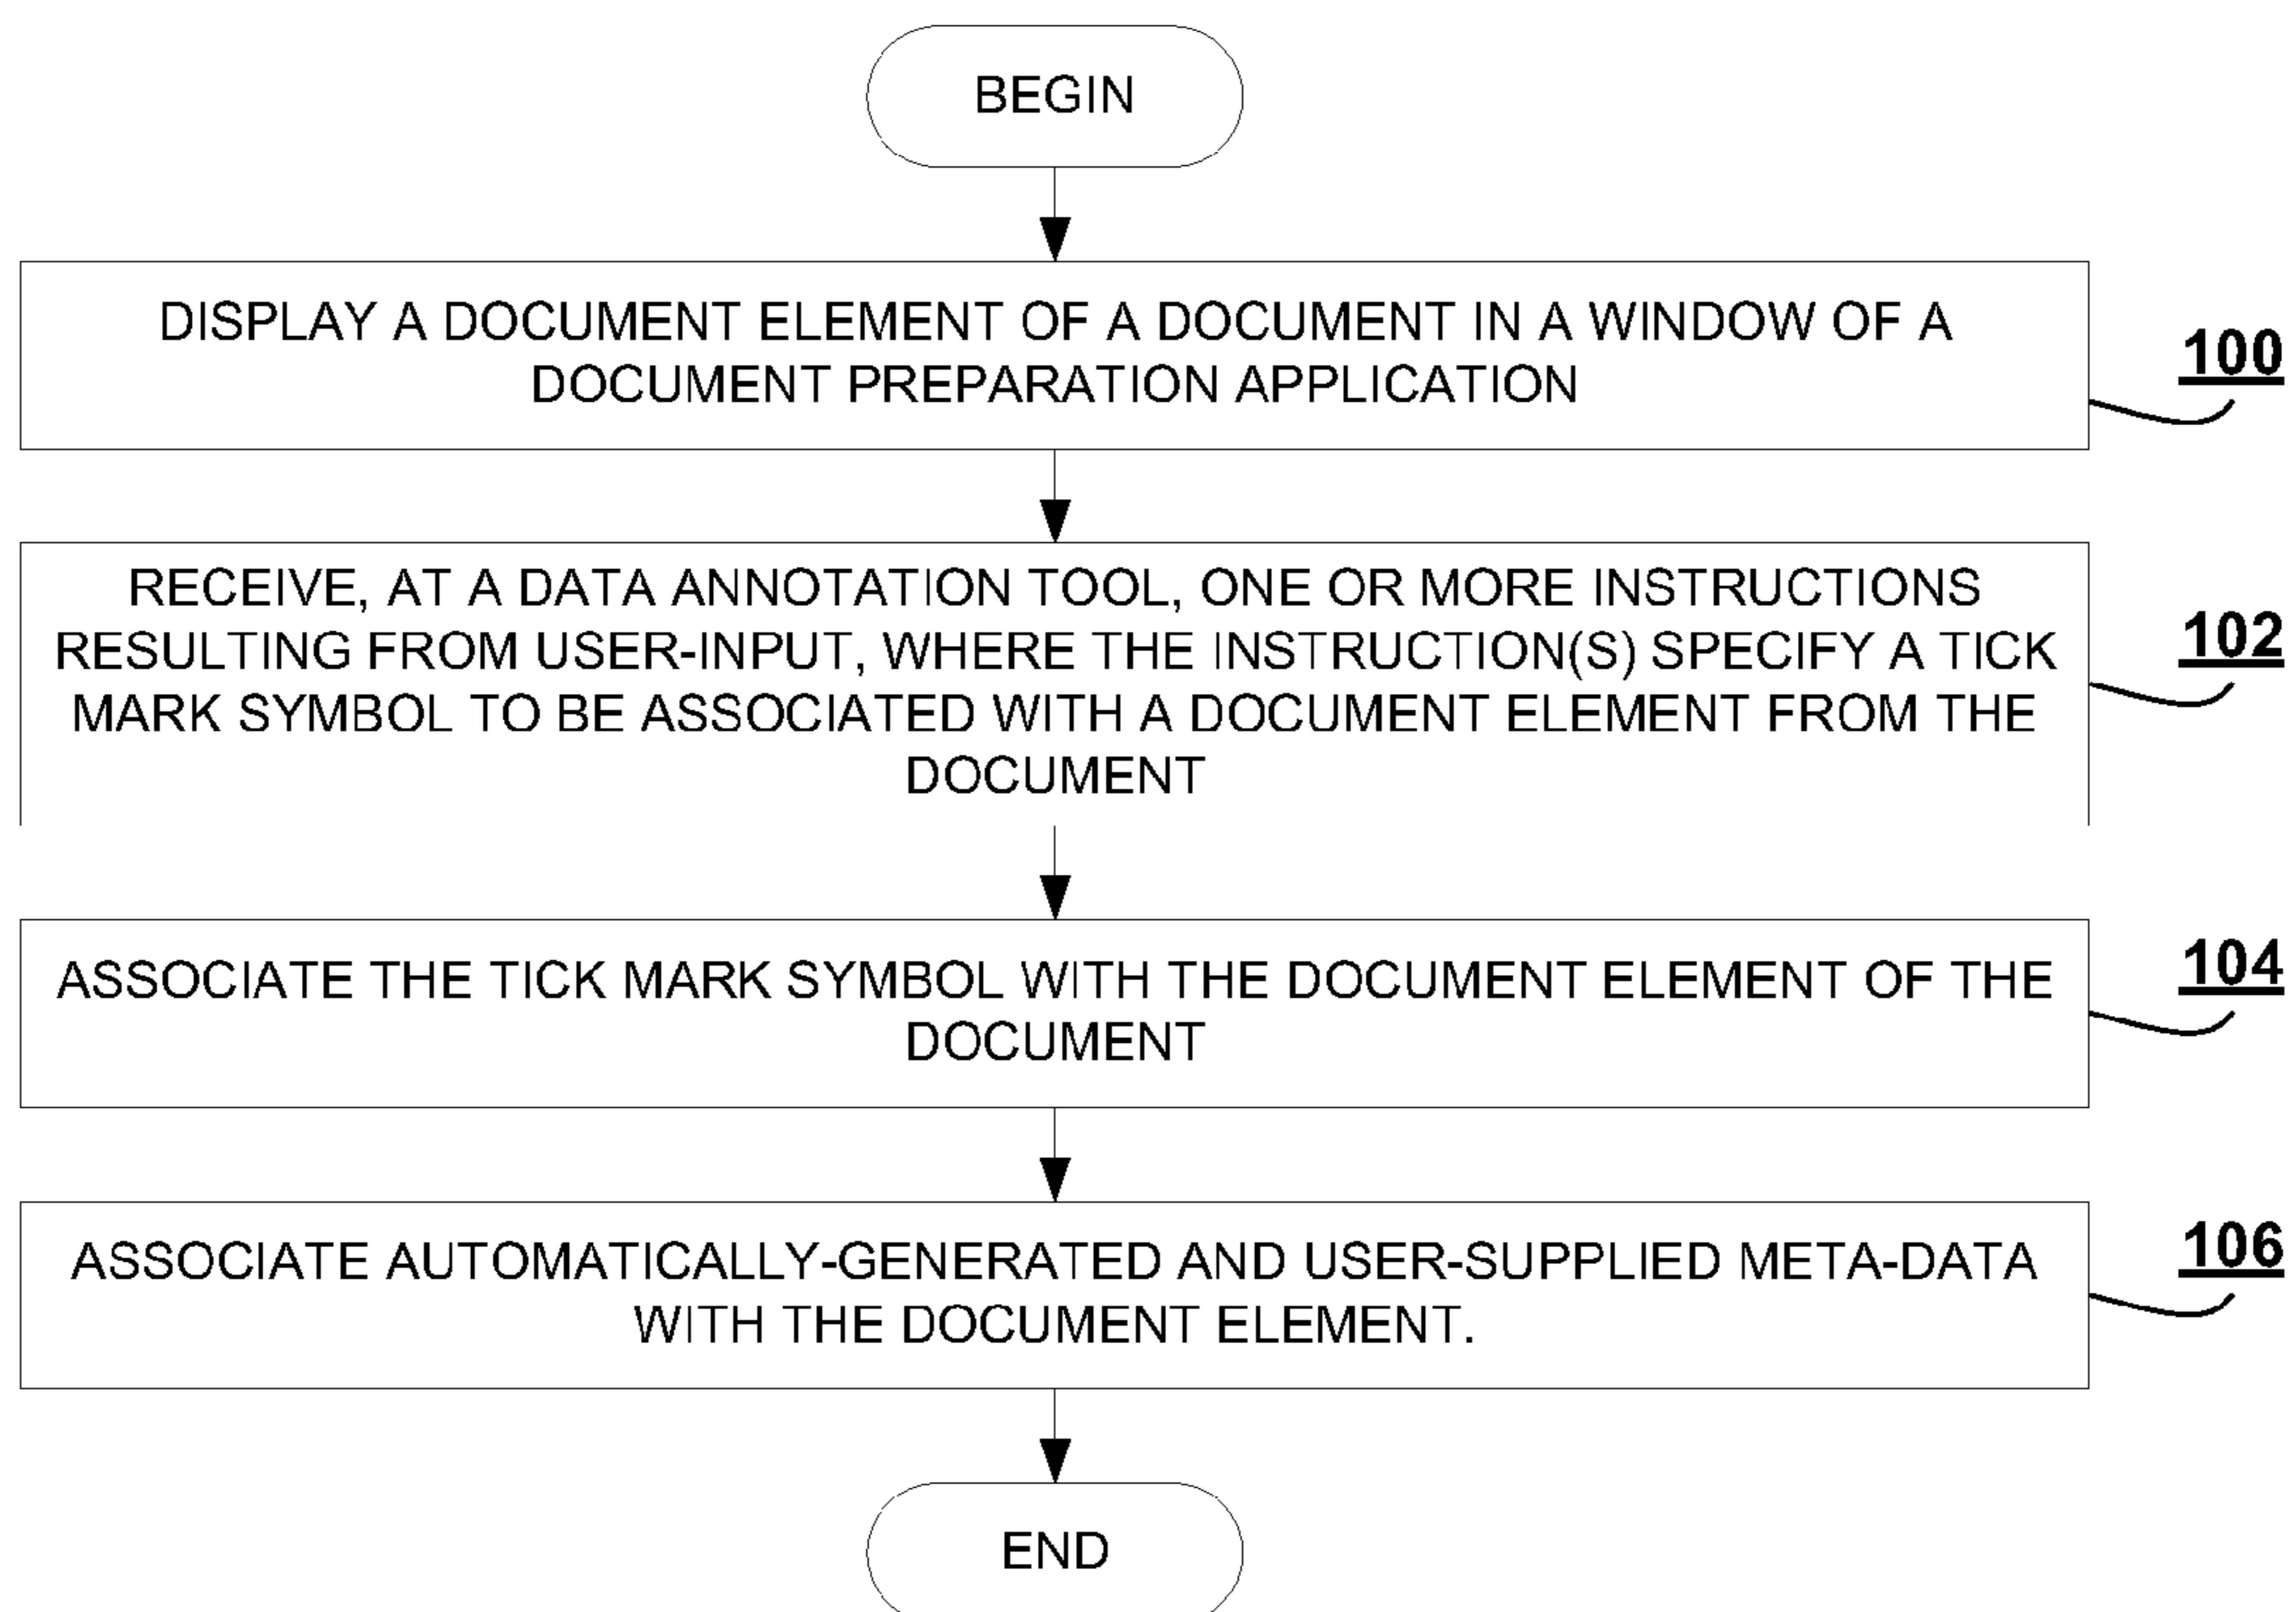 BEGIN
DISPLAY A DOCUMENT ELEMENT OF A DOCUMENT IN A WINDOW OF A
DOCUMENT PREPARATION APPLICATION
100
RECEIVE, AT A DATA ANNOTATION TOOL, ONE OR MORE INSTRUCTIONS
RESULTING FROM USER-INPUT, WHERE THE INSTRUCTION(S) SPECIFY A TICK
MARK SYMBOL TO BE ASSOCIATED WITH A DOCUMENT ELEMENT FROM THE
DOCUMENT
102
ASSOCIATE THE TICK MARK SYMBOL WITH THE DOCUMENT ELEMENT OF THE
DOCUMENT
104
ASSOCIATE AUTOMATICALLY-GENERATED AND USER-SUPPLIED META-DATA
WITH THE DOCUMENT ELEMENT.
106
END